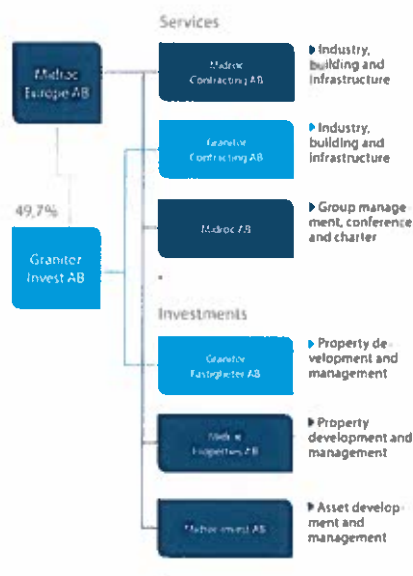 Services
Midroc
Europe AB
Midroc
Contracting AB
Industry,
building and
infrastructure
Granitor
Contracting AB
Industry,
building and
infrastructure
49,7%
Midroc AB
Group manage
ment, conference
and charter
Granitor
Invest AB
Investments
Granitor
Fastigheter AB
Property de-
velopment and
management
Midroc
Properties AB
Property
development and
management
Midroc Invest AB
Asset develop-
ment and
management